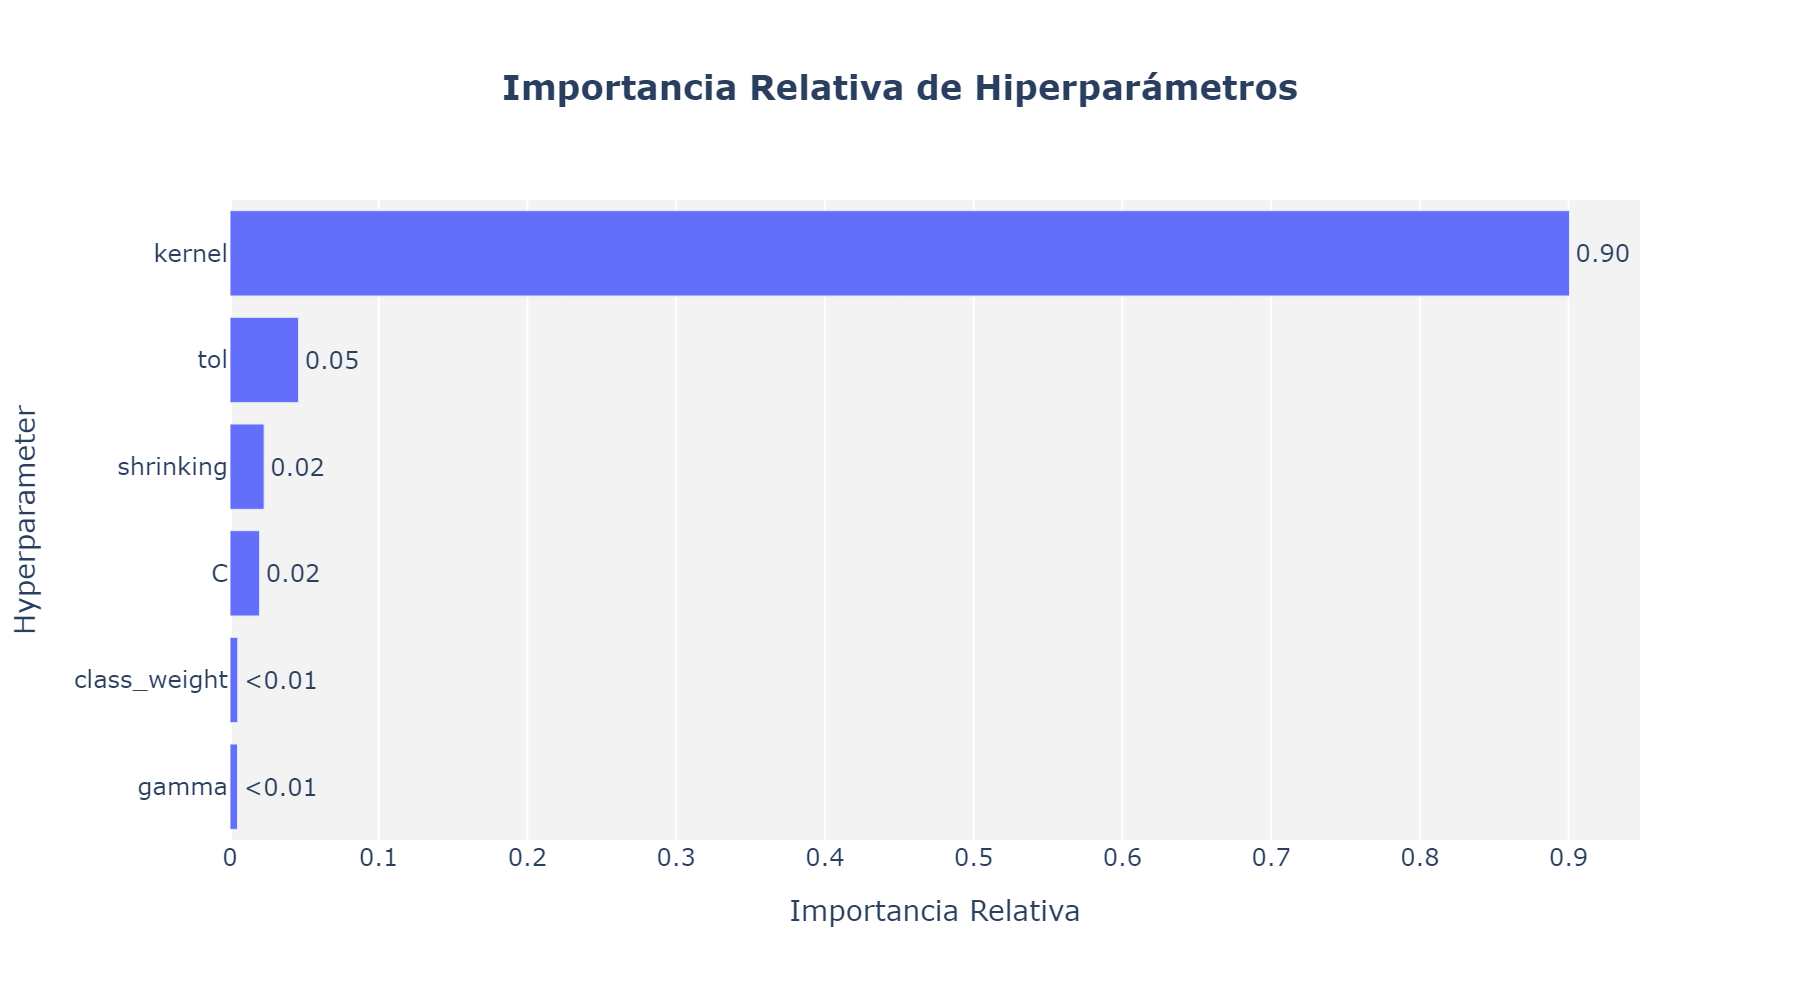 Importancia Relativa de Hiperparámetros
Hyperparameter
kernel 0.90
tol 0.05
shrinking 0.02
C 0.02
class_weight <0.01
gamma <0.01
0 0.1 0.2 0.3 0.4 0.5 0.6 0.7 0.8 0.9
Importancia Relativa